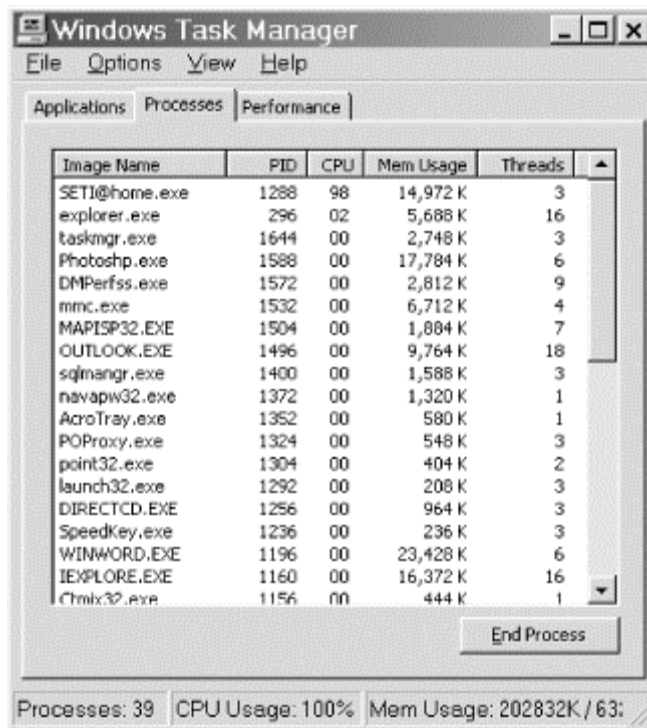 Windows Task Manager
File Options View Help
Applications Processes Performance
Image Name PID CPU Mem Usage Threads
SETI@home.exe 1288 98 14,972 K 3
explorer.exe 296 02 5,688 K 16
taskmgr.exe 1644 00 2,748 K 3
Photoshp.exe 1588 00 17,784 K 6
DMPerfss.exe 1572 00 2,812 K 9
mmc.exe 1532 00 6,712 K 4
MAPISP32.EXE 1504 00 1,884 K 7
OUTLOOK.EXE 1496 00 9,764 K 18
sqlmangr.exe 1400 00 1,588 K 3
navapw32.exe 1372 00 1,320 K 1
AcroTray.exe 1352 00 580 K 1
POProxy.exe 1324 00 548 K 3
point32.exe 1304 00 404 K 2
launch32.exe 1292 00 208 K 3
DIRECTCD.EXE 1256 00 964 K 3
SpeedKey.exe 1236 00 236 K 3
WINWORD.EXE 1196 00 23,428 K 6
IEXPLORE.EXE 1160 00 16,372 K 16
Ctmix32.exe 1156 00 444 K 1
End Process
Processes: 39 CPU Usage: 100% Mem Usage: 202832K / 63